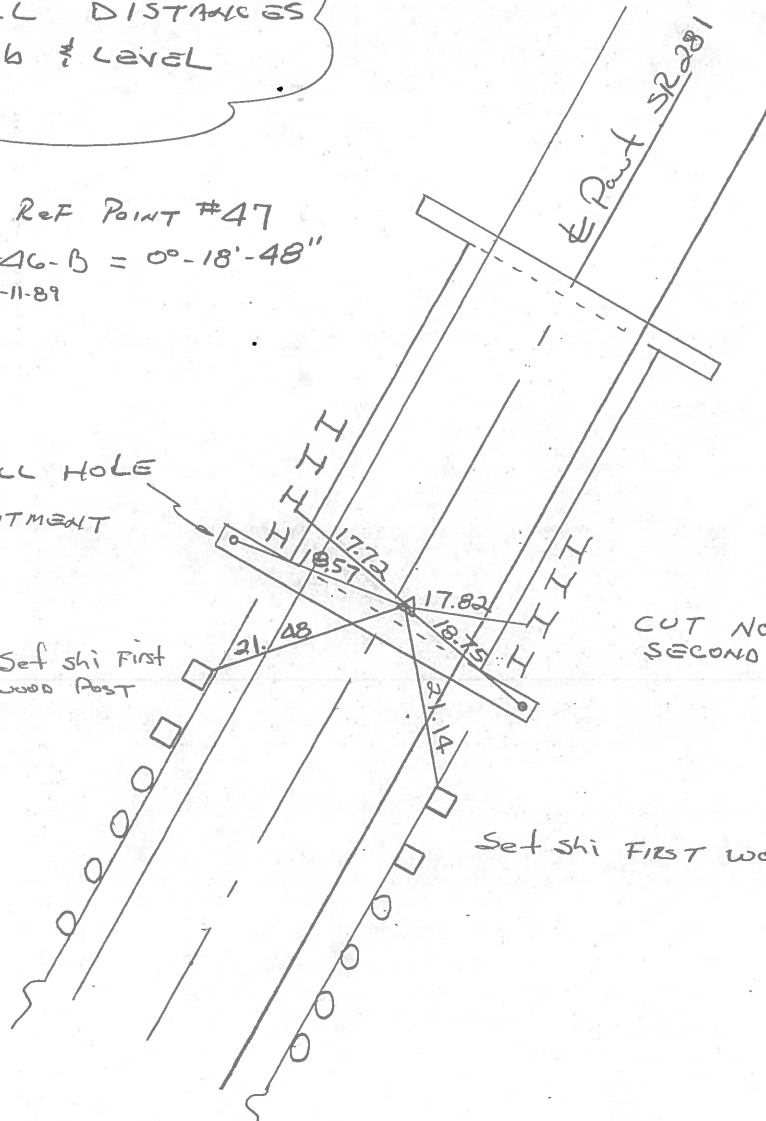 L DISTANCES
b & LEVEL
℄ Pavt SR 281
REF POINT #47
46-B = 0°-18'-48"
-11-89
LL HOLE
TMENT
17.72
18.57
17.82
18.75
21.48
21.14
CUT NO
SECOND
Set shi First
WOOD POST
Set shi FIRST WO